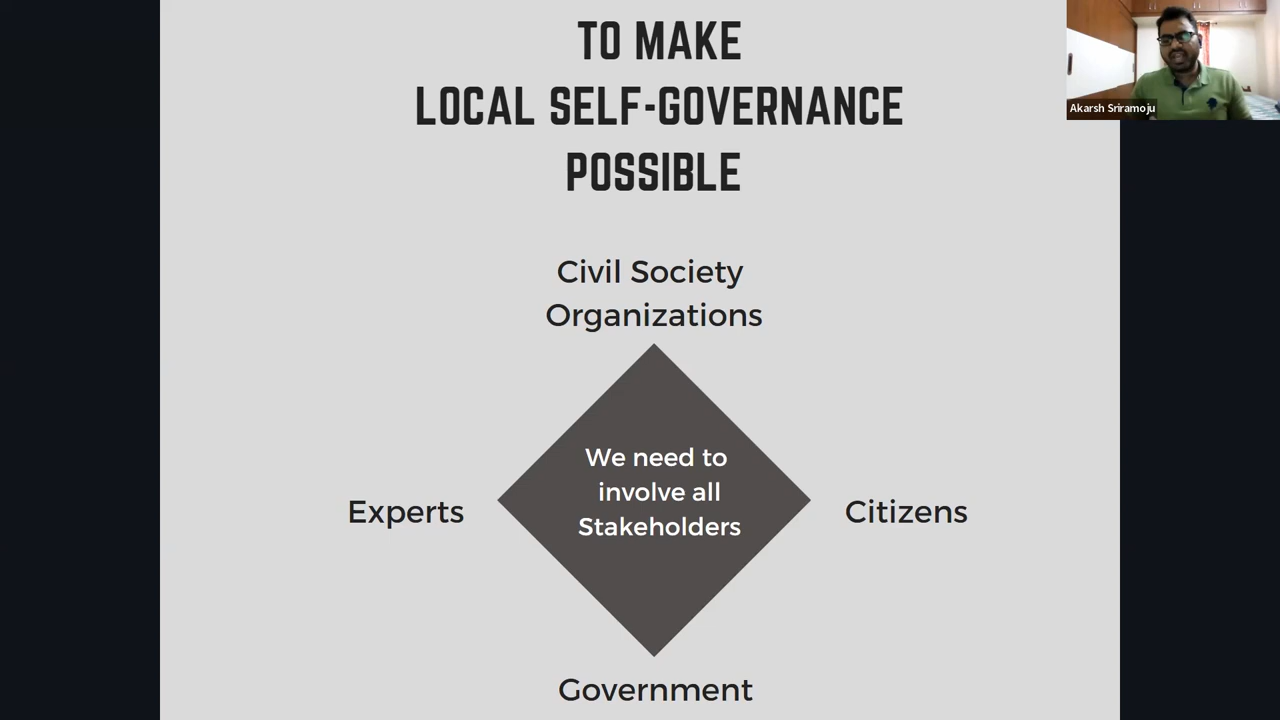 TO MAKE
LOCAL SELF-GOVERNANCE
POSSIBLE
Akarsh Sriramoju
Civil Society
Organizations
We need to
involve all
Stakeholders
Experts
Citizens
Government